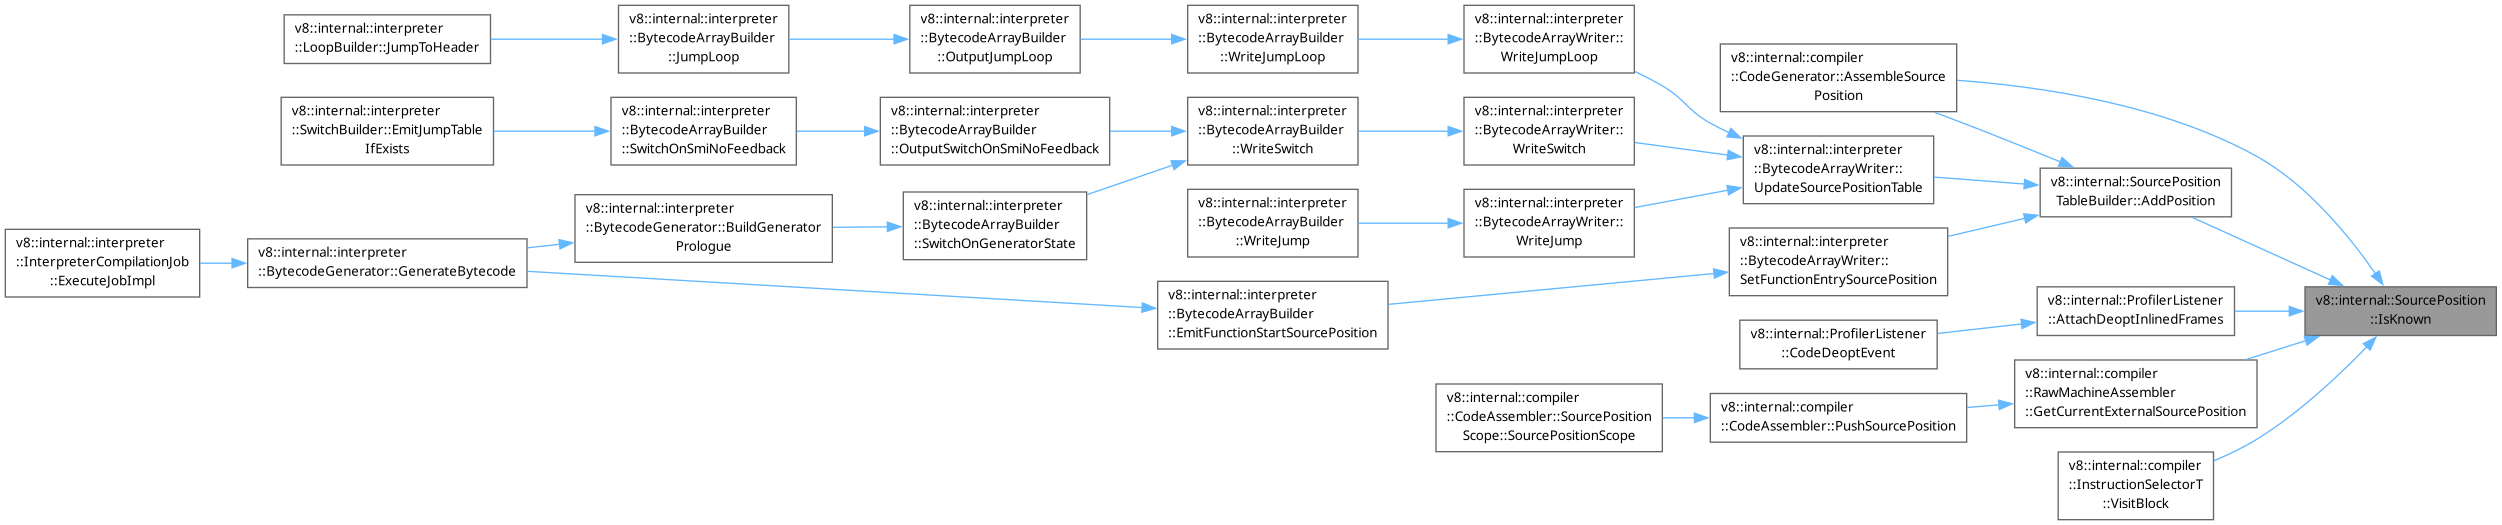 v8::internal::interpreter
::LoopBuilder::JumpToHeader
v8::internal::interpreter
::BytecodeArrayBuilder
::JumpLoop
v8::internal::interpreter
::BytecodeArrayBuilder
::OutputJumpLoop
v8::internal::interpreter
::BytecodeArrayBuilder
::WriteJumpLoop
v8::internal::interpreter
::BytecodeArrayWriter::
WriteJumpLoop
v8::internal::compiler
::CodeGenerator::AssembleSource
Position
v8::internal::interpreter
::SwitchBuilder::EmitJumpTable
IfExists
v8::internal::interpreter
::BytecodeArrayBuilder
::SwitchOnSmiNoFeedback
v8::internal::interpreter
::BytecodeArrayBuilder
::OutputSwitchOnSmiNoFeedback
v8::internal::interpreter
::BytecodeArrayBuilder
::WriteSwitch
v8::internal::interpreter
::BytecodeArrayWriter::
WriteSwitch
v8::internal::interpreter
::BytecodeArrayWriter::
UpdateSourcePositionTable
v8::internal::SourcePosition
TableBuilder::AddPosition
v8::internal::interpreter
::InterpreterCompilationJob
::ExecuteJobImpl
v8::internal::interpreter
::BytecodeGenerator::GenerateBytecode
v8::internal::interpreter
::BytecodeGenerator::BuildGenerator
Prologue
v8::internal::interpreter
::BytecodeArrayBuilder
::SwitchOnGeneratorState
v8::internal::interpreter
::BytecodeArrayBuilder
::WriteJump
v8::internal::interpreter
::BytecodeArrayWriter::
WriteJump
v8::internal::interpreter
::BytecodeArrayWriter::
SetFunctionEntrySourcePosition
v8::internal::interpreter
::BytecodeArrayBuilder
::EmitFunctionStartSourcePosition
v8::internal::ProfilerListener
::AttachDeoptInlinedFrames
v8::internal::SourcePosition
::IsKnown
v8::internal::ProfilerListener
::CodeDeoptEvent
v8::internal::compiler
::RawMachineAssembler
::GetCurrentExternalSourcePosition
v8::internal::compiler
::CodeAssembler::SourcePosition
Scope::SourcePositionScope
v8::internal::compiler
::CodeAssembler::PushSourcePosition
v8::internal::compiler
::InstructionSelectorT
::VisitBlock